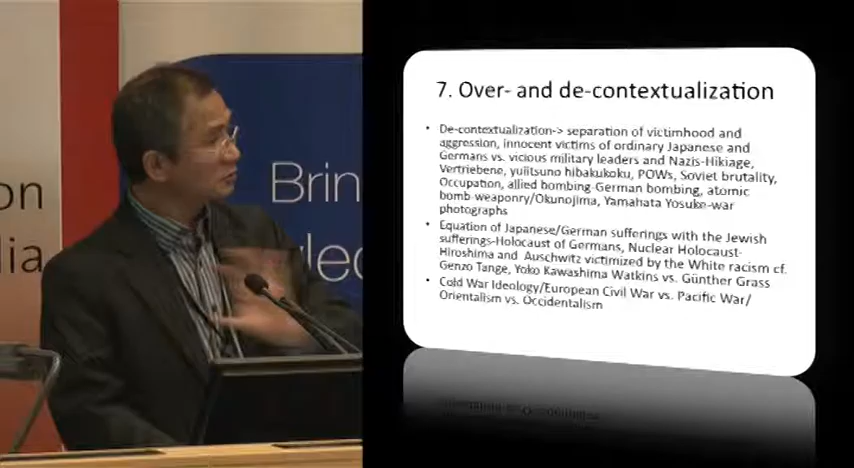 on
lia
Brin
lec
7. Over- and de-contextualization
• De-contextualization-> separation of victimhood and
aggression, innocent victims of ordinary Japanese and
Germans vs. vicious military leaders and Nazis-Hikiage,
Vertriebene, yuiitsuno hibakukoku, POWs, Soviet brutality,
Occupation, allied bombing-German bombing, atomic
bomb-weaponry/Okunojima, Yamahata Yosuke-war
photographs
• Equation of Japanese/German sufferings with the Jewish
sufferings-Holocaust of Germans, Nuclear Holocaust-
Hiroshima and Auschwitz victimized by the White racism cf.
Genzo Tange, Yoko Kawashima Watkins vs. Günther Grass
• Cold War Ideology/European Civil War vs. Pacific War/
Orientalism vs. Occidentalism